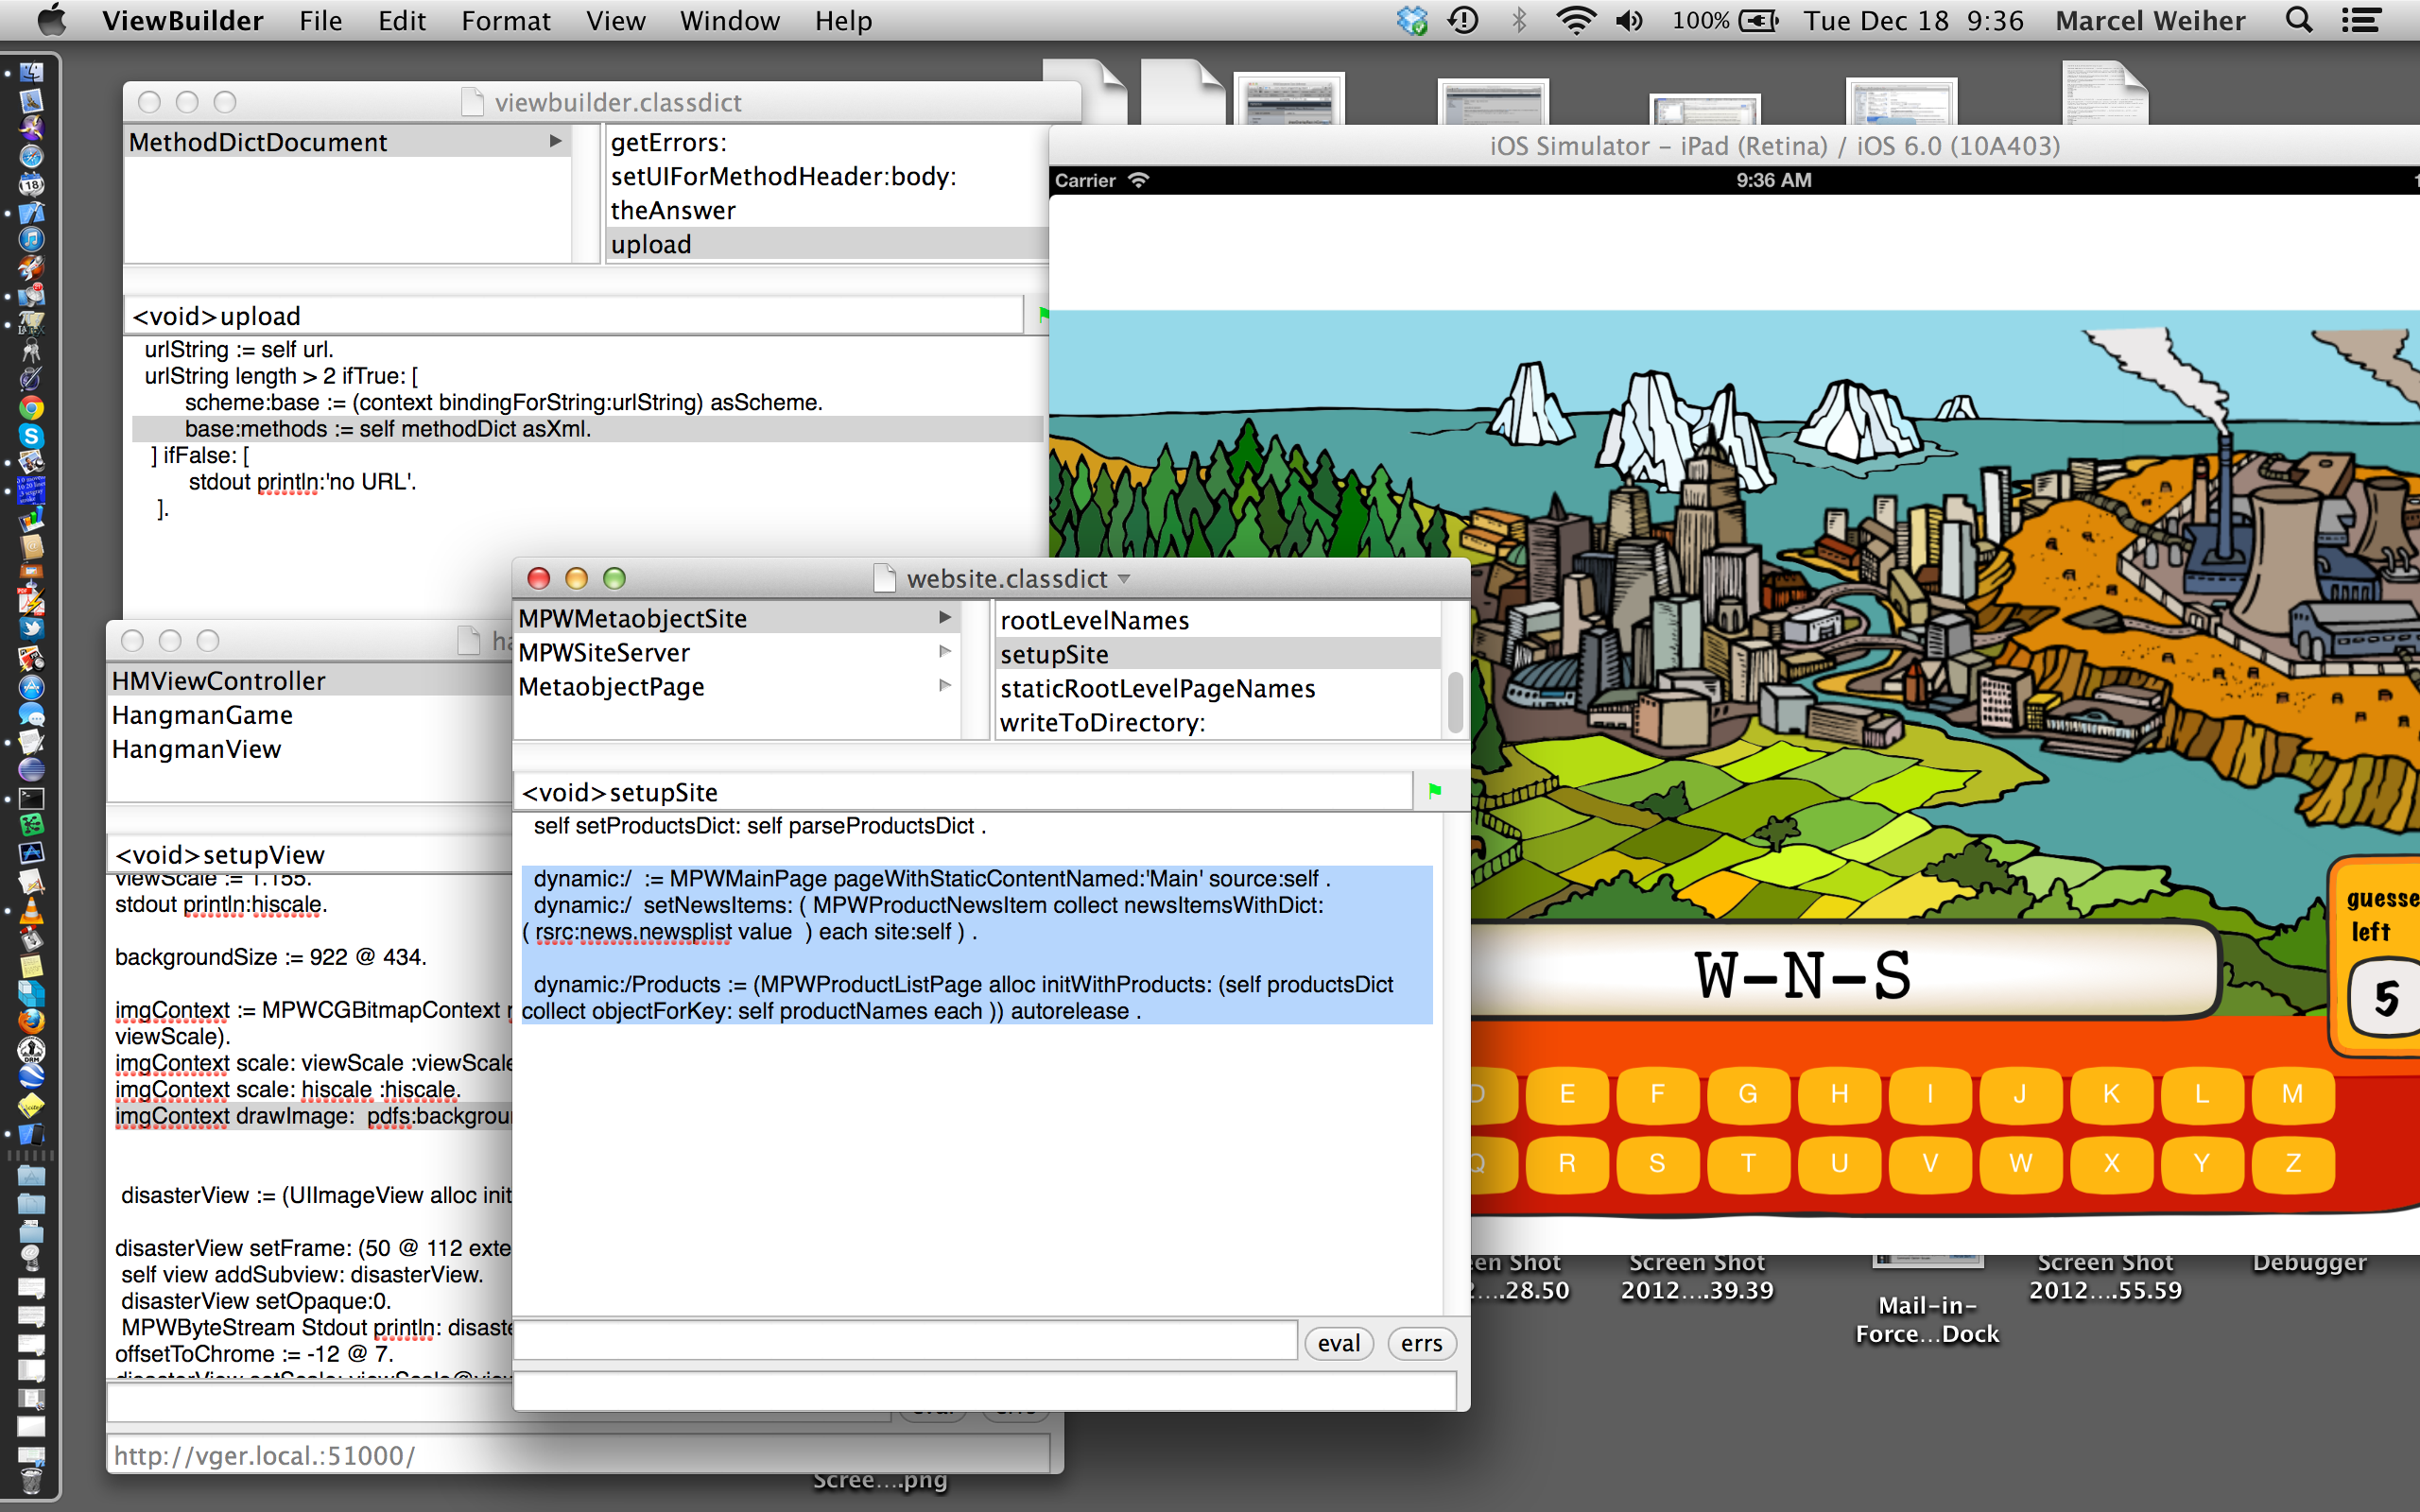 ViewBuilder File Edit Format View Window Help 100% Tue Dec 18 9:36 Marcel Weiher
viewbuilder.classdict
MethodDictDocument
getErrors:
setUIForMethodHeader:body:
theAnswer
upload
<void>upload
urlString := self url.
urlString length > 2 ifTrue: [
scheme:base := (context bindingForString:urlString) asScheme.
base:methods := self methodDict asXml.
] ifFalse: [
stdout println:'no URL'.
].
iOS Simulator - iPad (Retina) / iOS 6.0 (10A403)
Carrier 9:36 AM
guesse
left
5
W-N-S
D E F G H I J K L M
Q R S T U V W X Y Z
HMViewController
HangmanGame
HangmanView
<void>setupView
viewScale := 1.155.
stdout println:hiscale.
backgroundSize := 922 @ 434.
imgContext := MPWCGBitmapContext
viewScale).
imgContext scale: viewScale :viewScale
imgContext scale: hiscale :hiscale.
imgContext drawImage: pdfs:backgroun
disasterView := (UIImageView alloc init
disasterView setFrame: (50 @ 112 exte
self view addSubview: disasterView.
disasterView setOpaque:0.
MPWByteStream Stdout println: disaste
offsetToChrome := -12 @ 7.
http://vger.local.:51000/
website.classdict
MPWMetaobjectSite
MPWSiteServer
MetaobjectPage
rootLevelNames
setupSite
staticRootLevelPageNames
writeToDirectory:
<void>setupSite
self setProductsDict: self parseProductsDict .
dynamic:/ := MPWMainPage pageWithStaticContentNamed:'Main' source:self .
dynamic:/ setNewsItems: ( MPWProductNewsItem collect newsItemsWithDict:
( rsrc:news.newsplist value ) each site:self ) .
dynamic:/Products := (MPWProductListPage alloc initWithProducts: (self productsDict
collect objectForKey: self productNames each )) autorelease .
eval errs
een Shot
2....28.50
Screen Shot
2012....39.39
Mail-in-
Force...Dock
Screen Shot
2012....55.59
Debugger
Scree....png